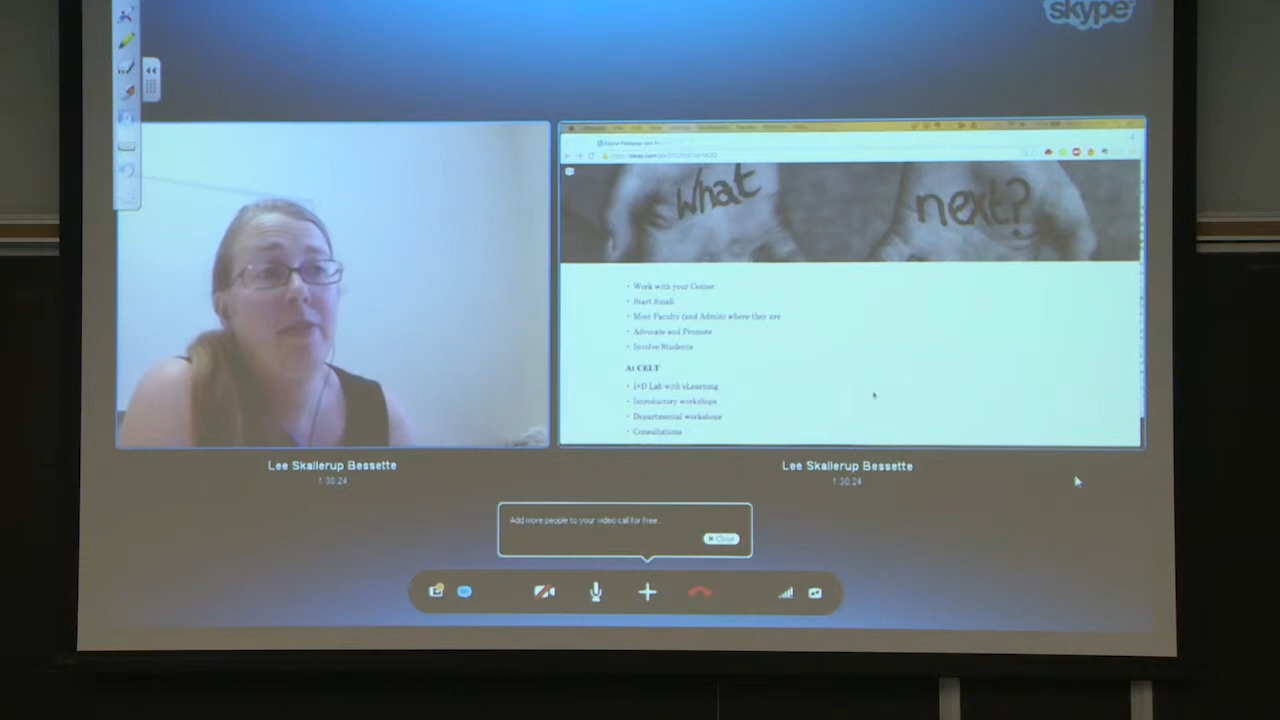 skype
What next?
• Work with your Center
• Start Small
• Meet Faculty (and Admin) where they are
• Advocate and Promote
• Involve Students
At CELT
• I+D Lab with eLearning
• Introductory workshops
• Departmental workshops
• Consultations
Lee Skallerup Bessette
1:30:24
Lee Skallerup Bessette
1:30:24
Add more people to your video call for free.
Close